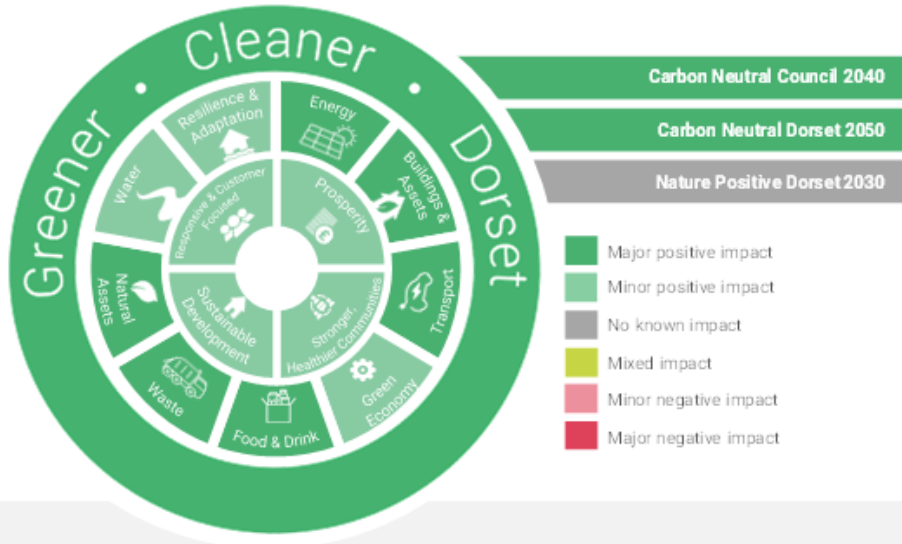 Greener • Cleaner • Dorset
Carbon Neutral Council 2040
Carbon Neutral Dorset 2050
Nature Positive Dorset 2030
Resilience &
Adaptation
Energy
Buildings &
Assets
Transport
Green
Economy
Food & Drink
Waste
Natural
Assets
Water
Responsive & Customer
Focused
Prosperity
Stronger,
Healthier Communities
Sustainable
Development
Major positive impact
Minor positive impact
No known impact
Mixed impact
Minor negative impact
Major negative impact